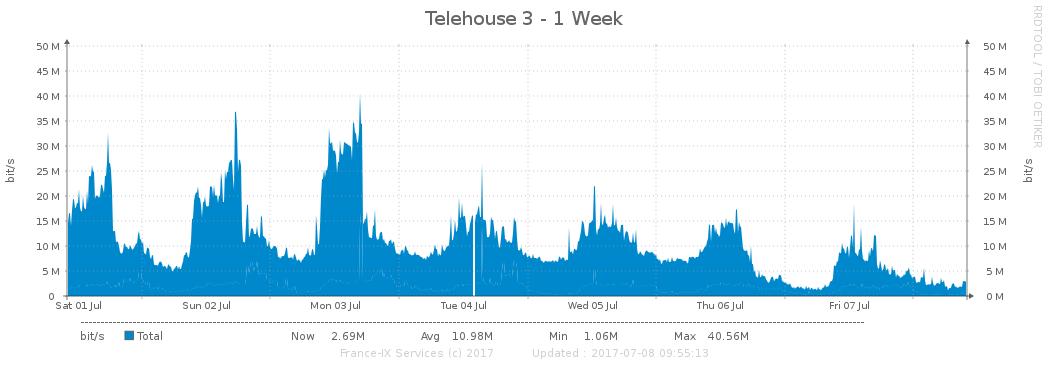 Telehouse 3 - 1 Week
RRDTOOL / TOBI OETIKER
bit/s
50 M 50 M
45 M 45 M
40 M 40 M
35 M 35 M
30 M 30 M
25 M 25 M
20 M 20 M
15 M 15 M
10 M 10 M
5 M 5 M
0 0 M
bit/s
Sat 01 Jul Sun 02 Jul Mon 03 Jul Tue 04 Jul Wed 05 Jul Thu 06 Jul Fri 07 Jul
bit/s Total Now 2.69M Avg 10.98M Min 1.06M Max 40.56M
France-IX Services (c) 2017 Updated : 2017-07-08 09:55:13